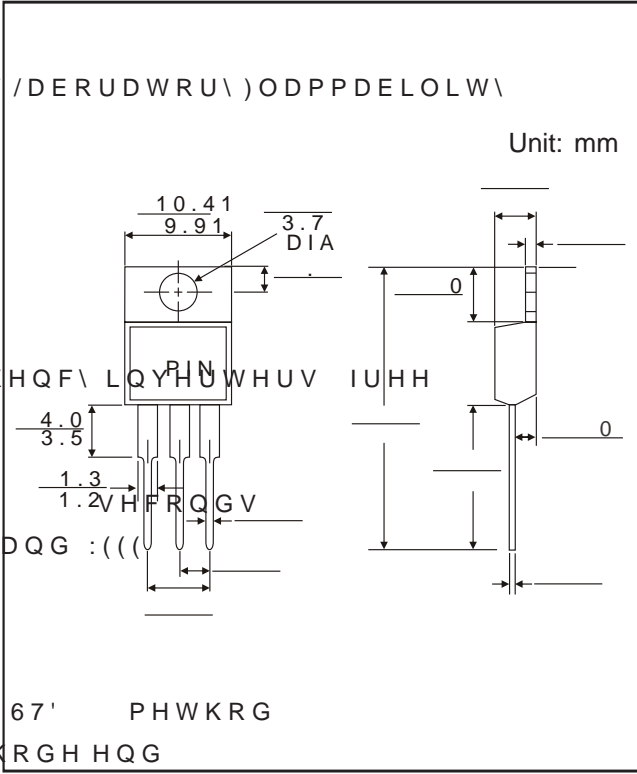 /DERUDWRU\ )ODPPDELOLW\
Unit: mm
10.41
9.91
3.7
DIA
.
0
PIN
HQF\ LQYHUWHUV IUHH
4.0
3.5
0
1.3
1.2
VHFRQGV
DQG :(((
67' PHWKRG
RGH HQG